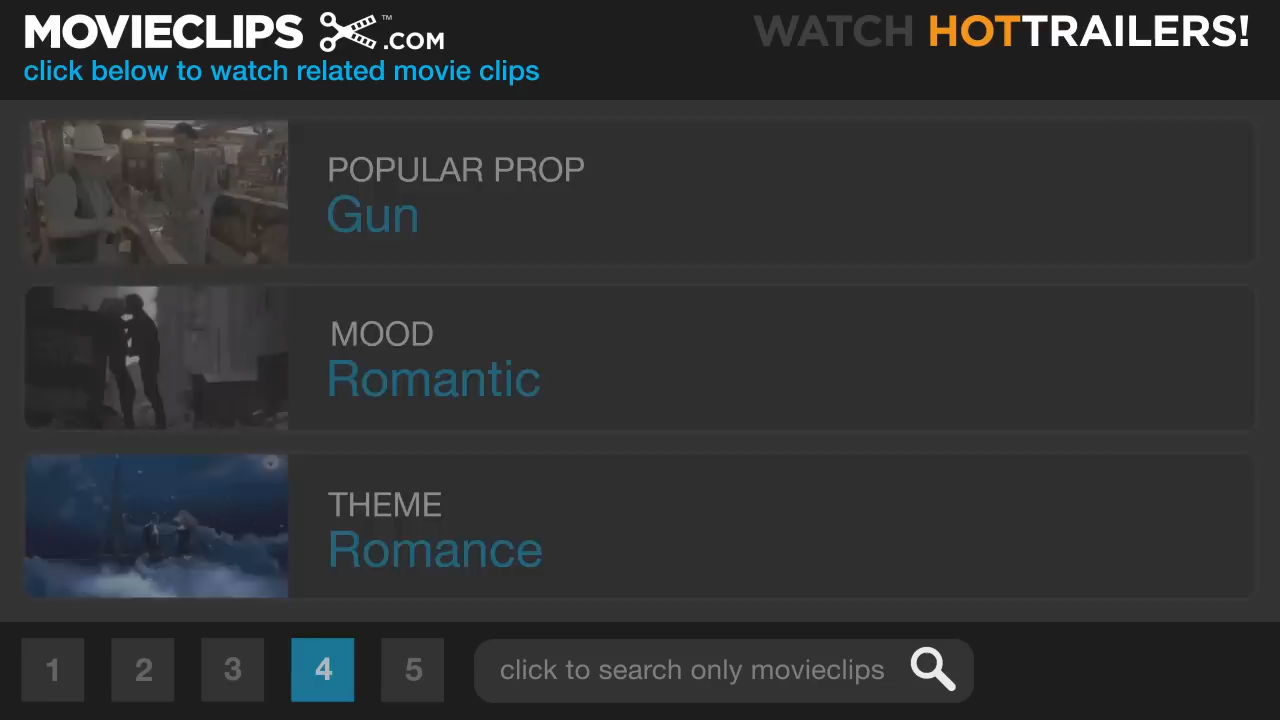 MOVIECLIPS ™ .COM
WATCH HOTTRAILERS!
click below to watch related movie clips
POPULAR PROP
Gun
MOOD
Romantic
THEME
Romance
1 2 3 4 5 click to search only movieclips